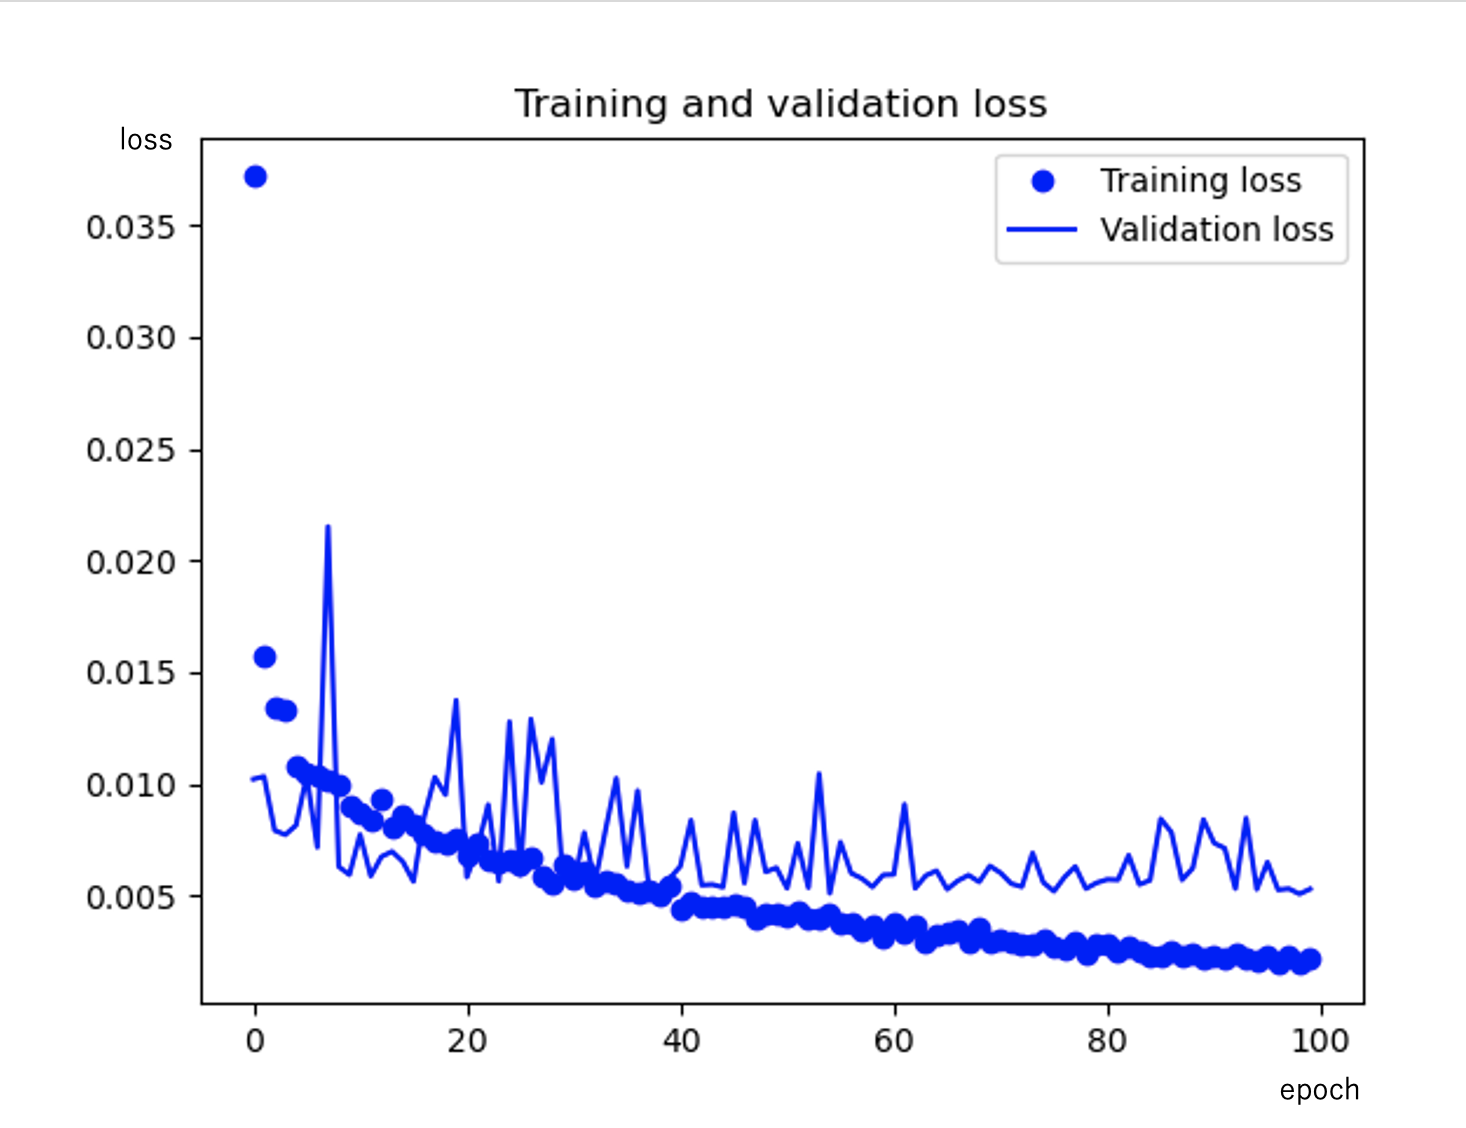 Training and validation loss
loss
Training loss
Validation loss
0.035
0.030
0.025
0.020
0.015
0.010
0.005
0 20 40 60 80 100
epoch